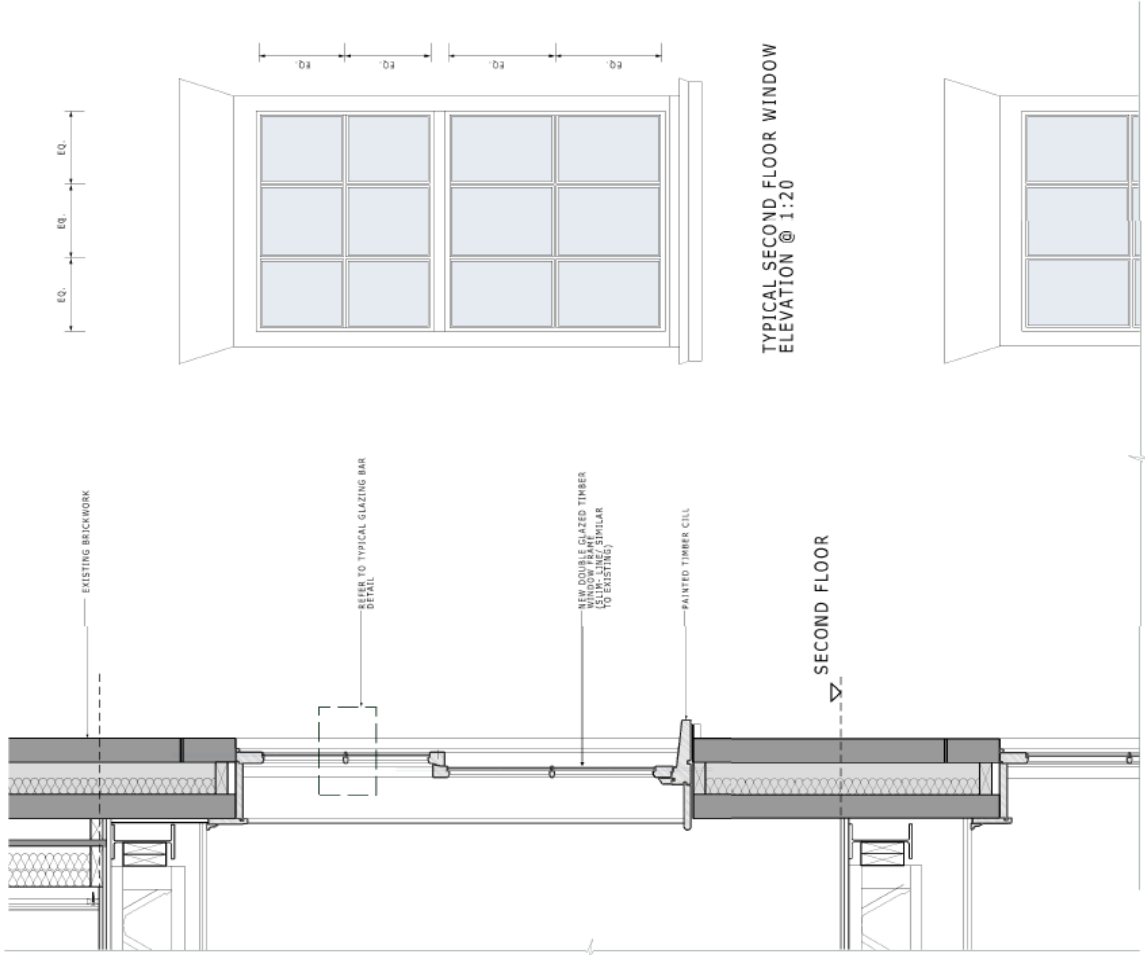 EQ.
EQ.
EQ.
EQ.
EQ.
EQ.
EQ.
TYPICAL SECOND FLOOR WINDOW
ELEVATION @ 1:20
EXISTING BRICKWORK
REFER TO TYPICAL GLAZING BAR
DETAIL
NEW DOUBLE GLAZED TIMBER
WINDOW FRAME
(SLIM- LINE/ SIMILAR
TO EXISTING)
PAINTED TIMBER CILL
SECOND FLOOR